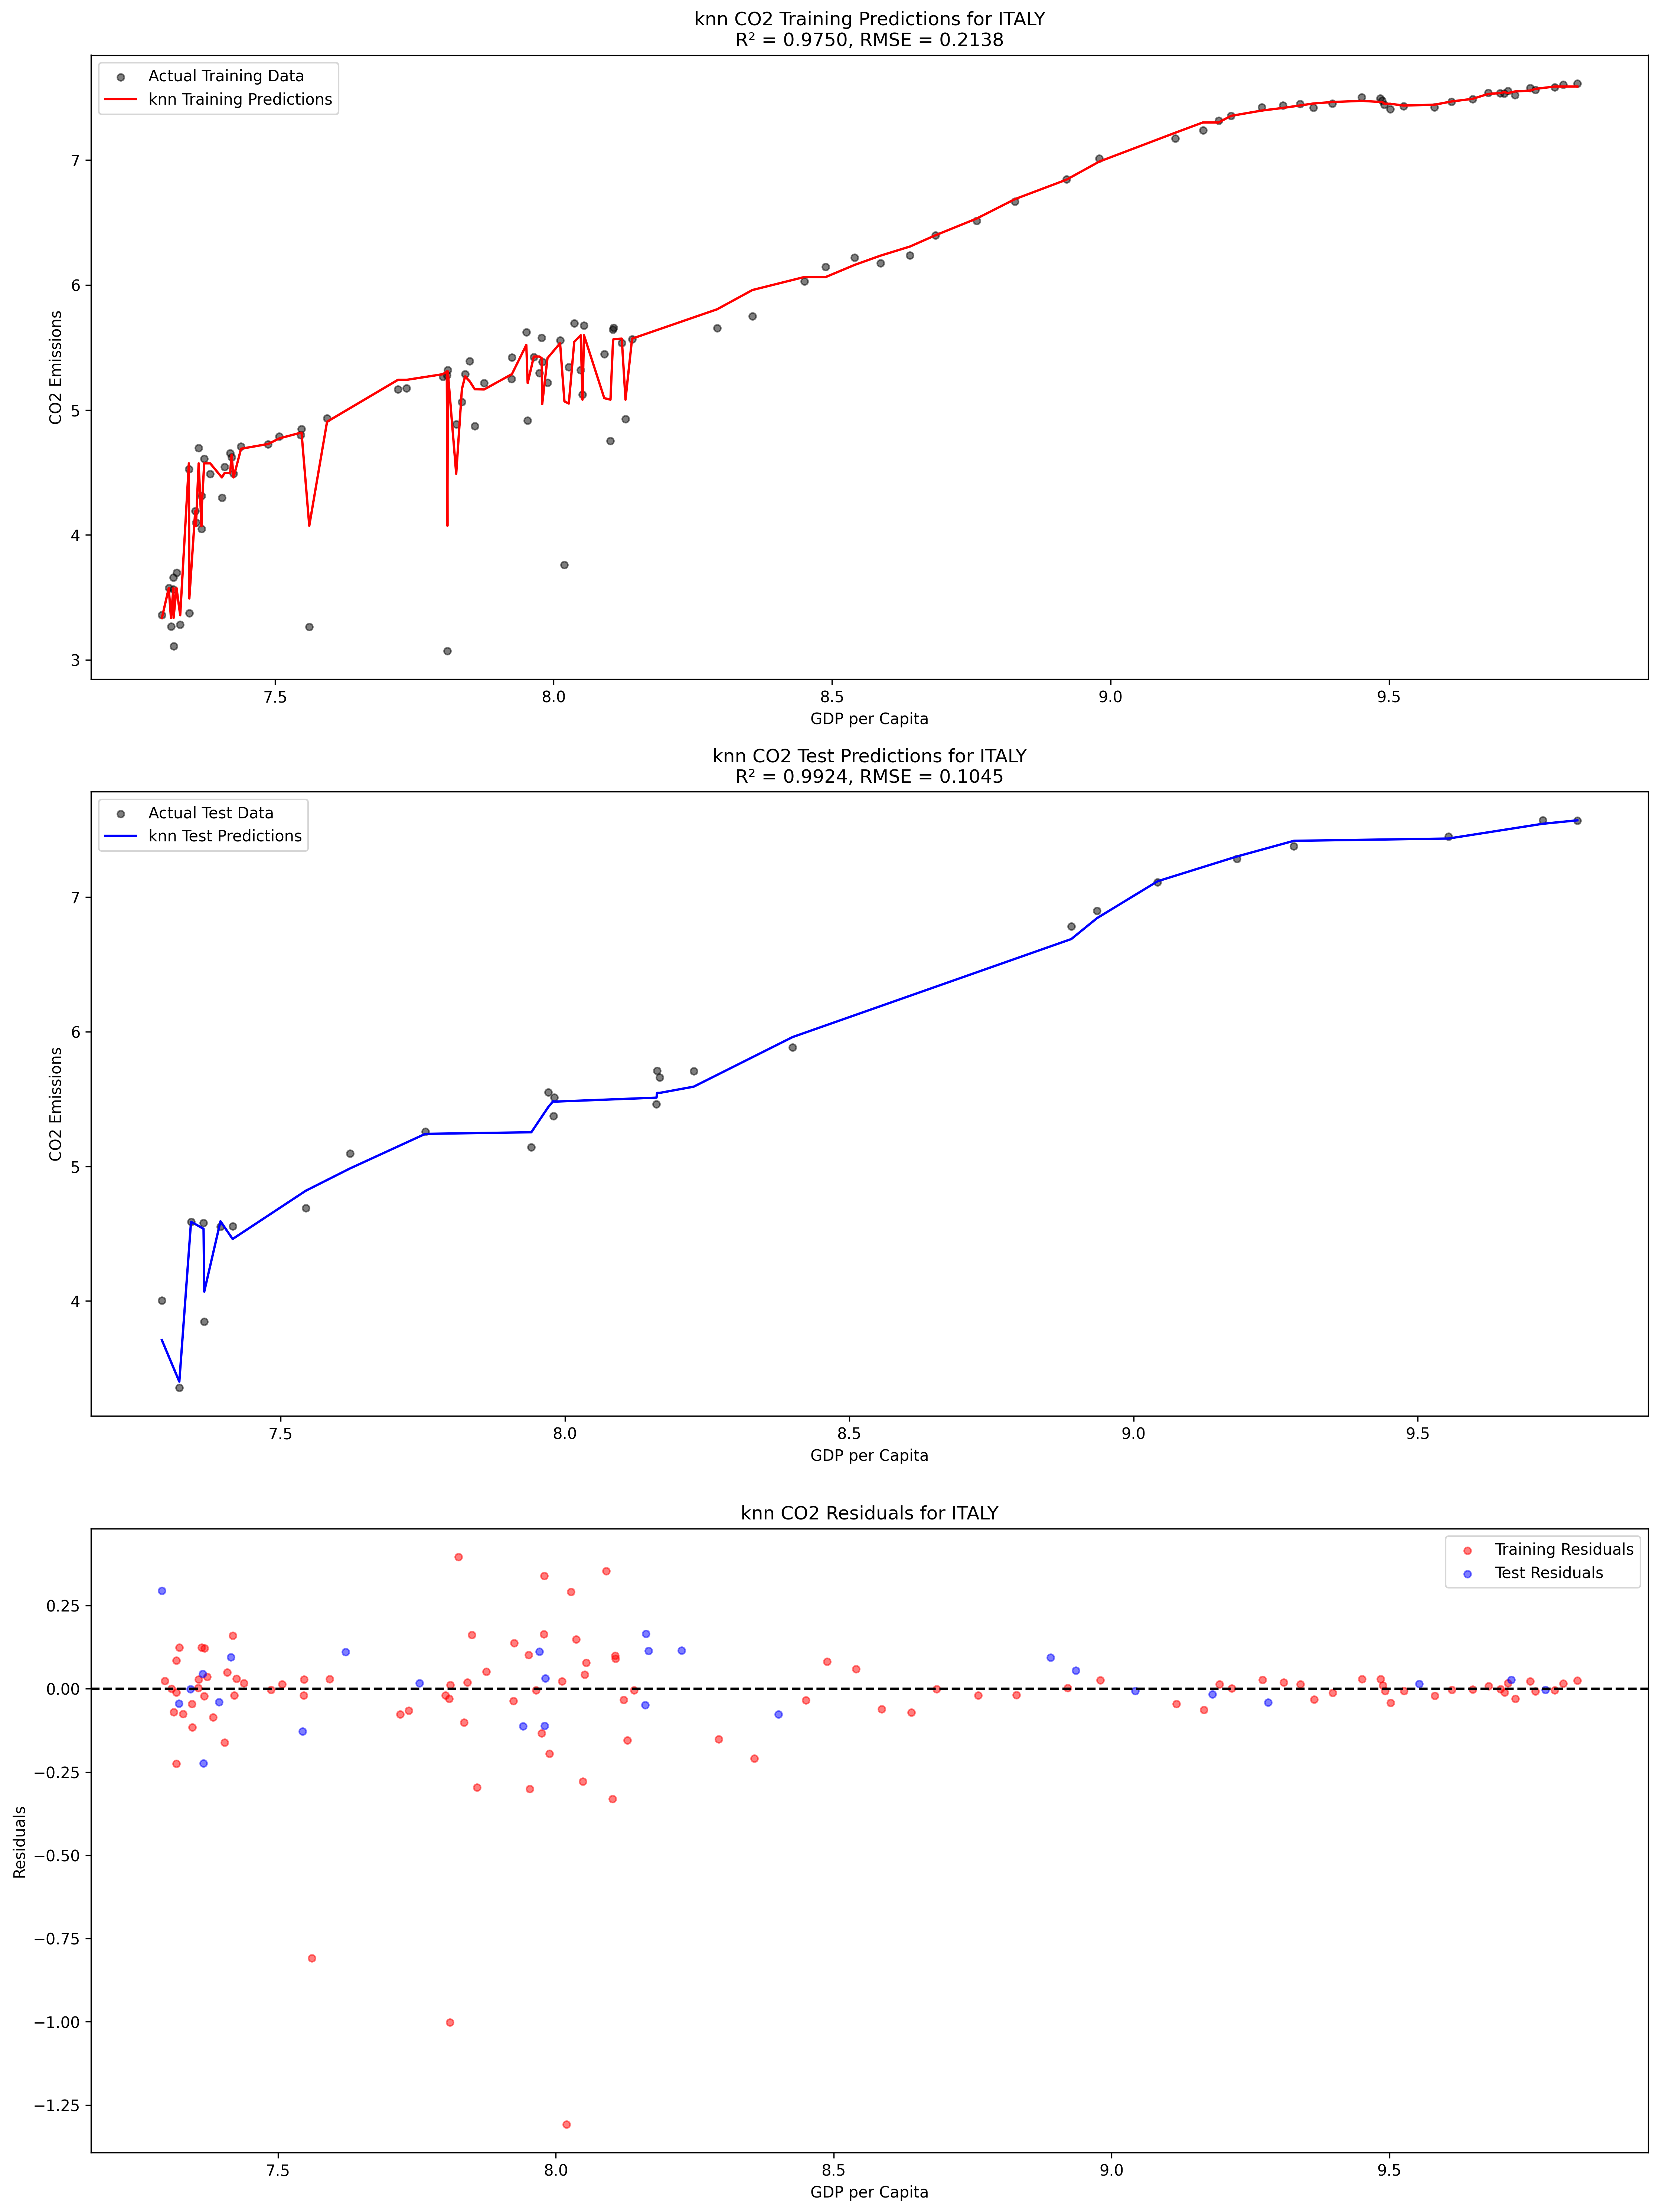 knn CO2 Training Predictions for ITALY
R² = 0.9750, RMSE = 0.2138
Actual Training Data
knn Training Predictions
CO2 Emissions
7
6
5
4
3
7.5 8.0 8.5 9.0 9.5
GDP per Capita
knn CO2 Test Predictions for ITALY
R² = 0.9924, RMSE = 0.1045
Actual Test Data
knn Test Predictions
CO2 Emissions
7
6
5
4
7.5 8.0 8.5 9.0 9.5
GDP per Capita
knn CO2 Residuals for ITALY
Training Residuals
Test Residuals
Residuals
0.25
0.00
−0.25
−0.50
−0.75
−1.00
−1.25
7.5 8.0 8.5 9.0 9.5
GDP per Capita